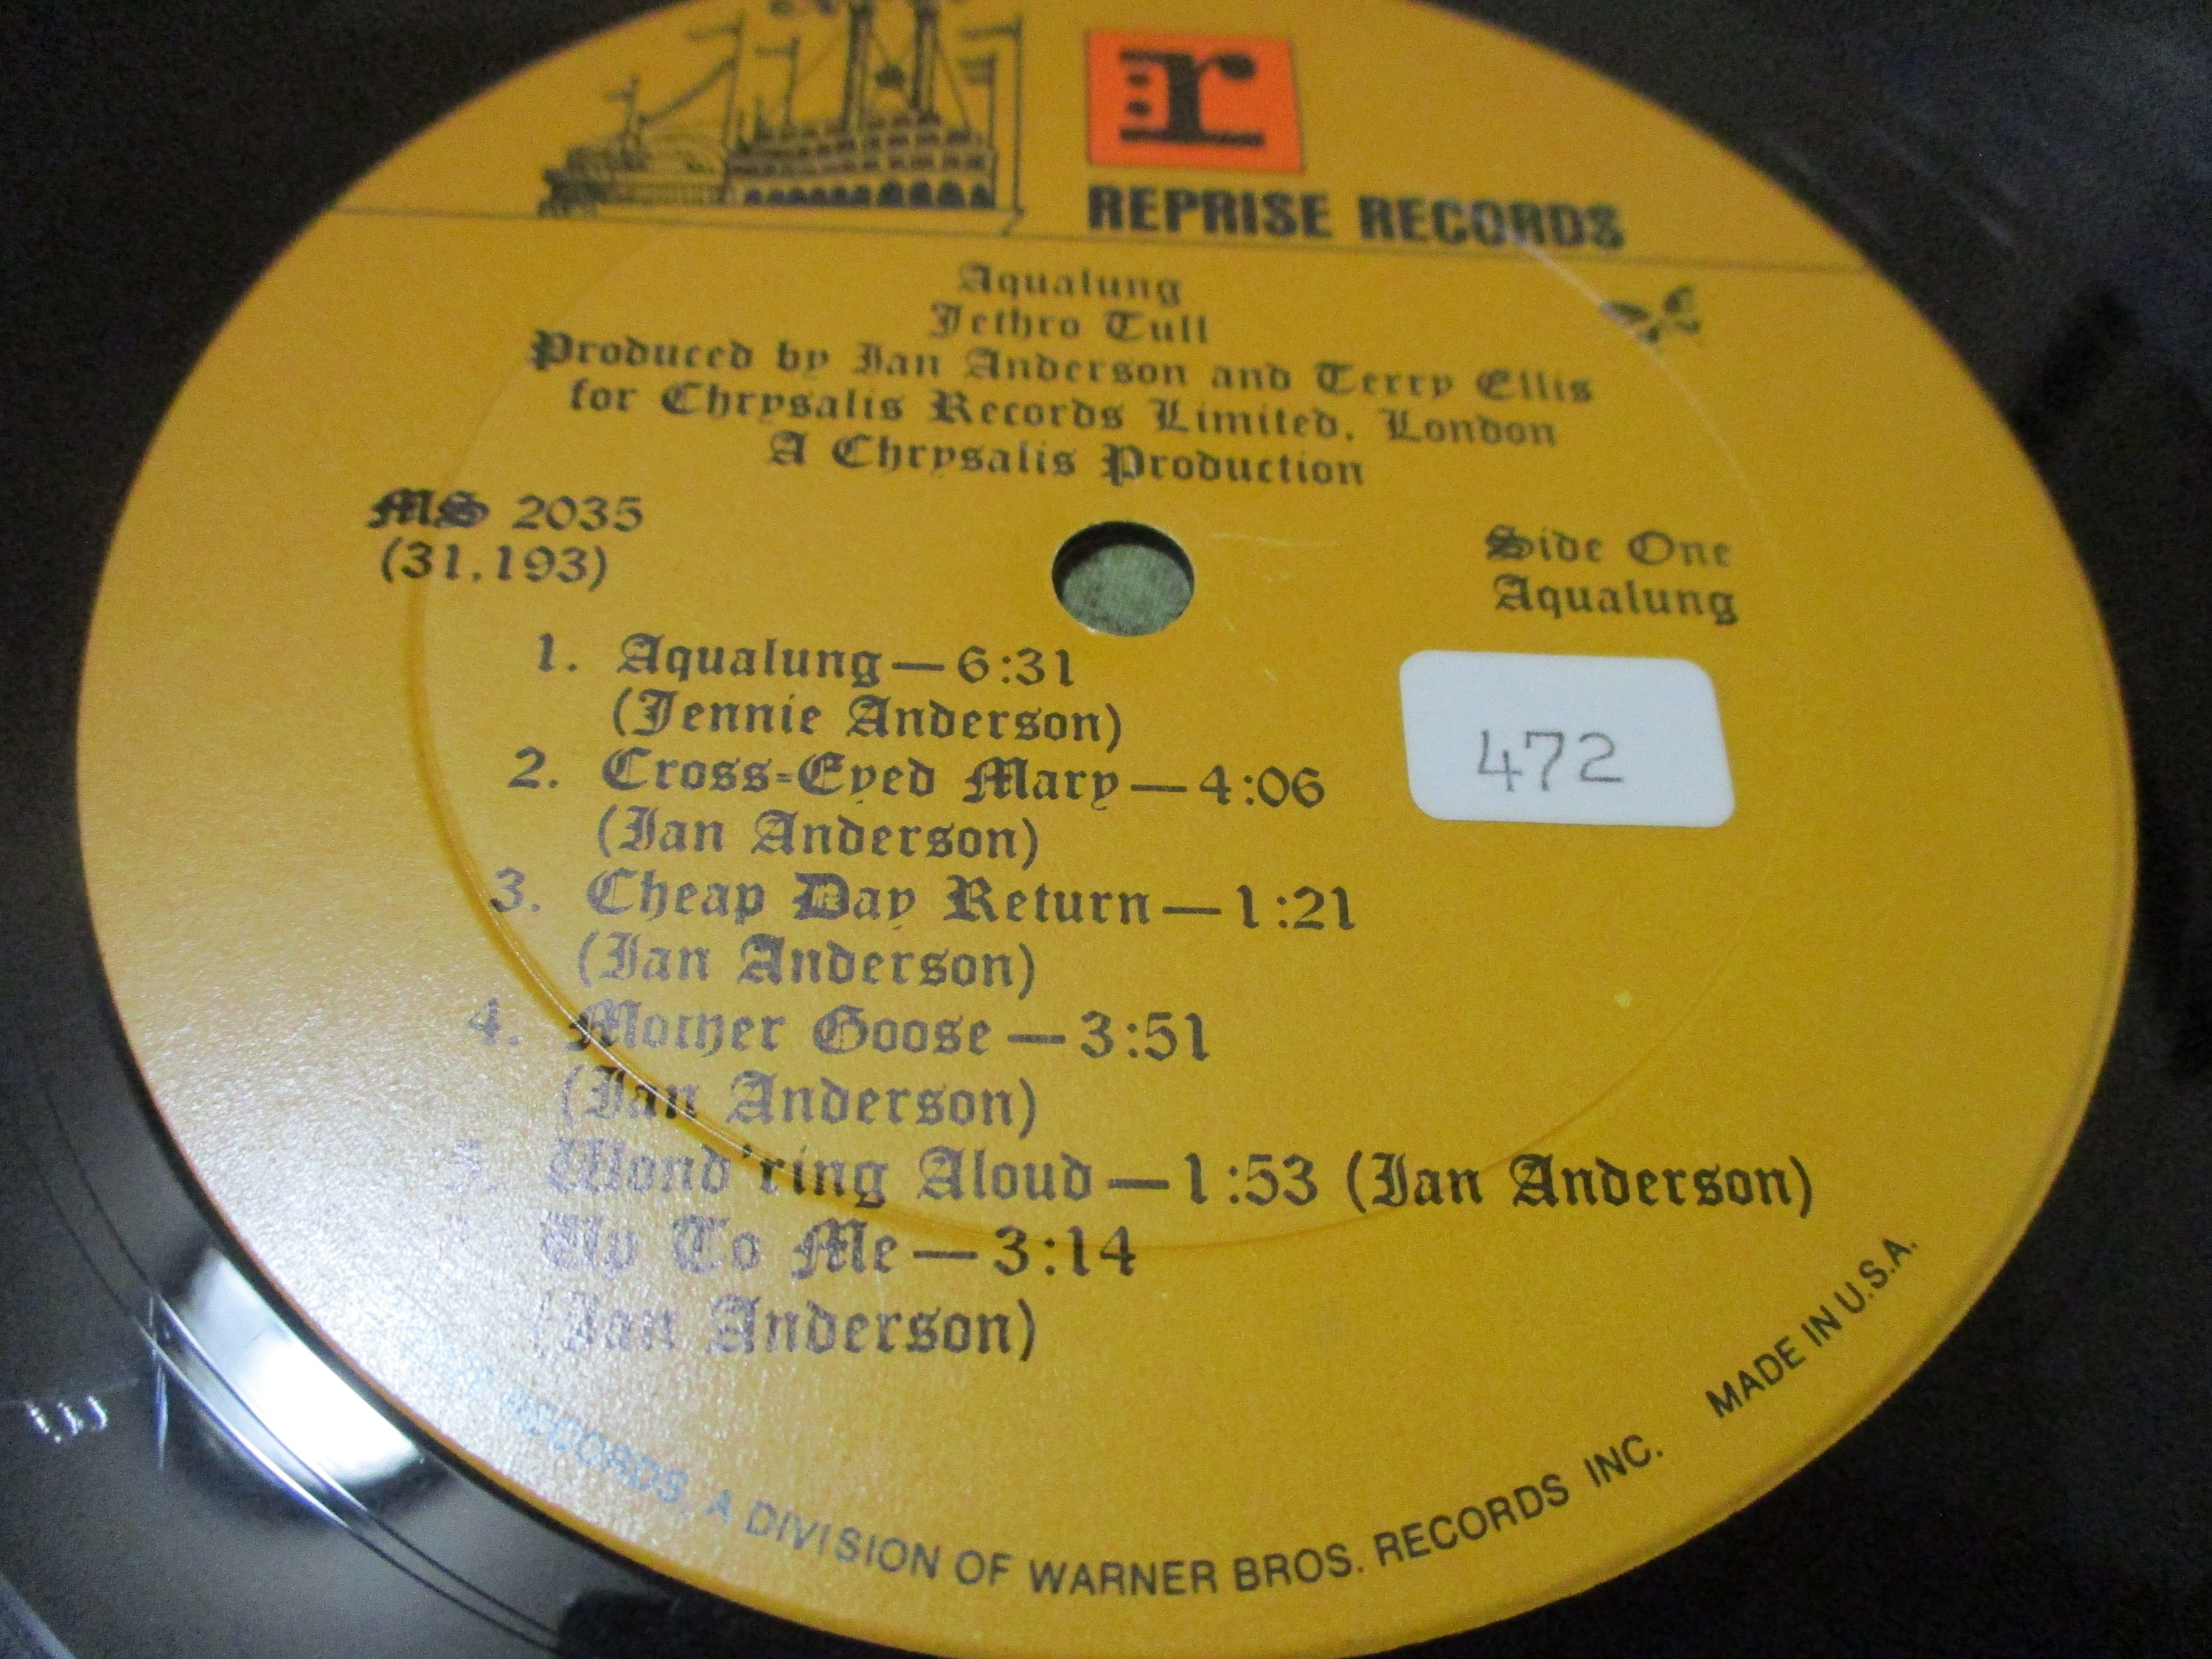 r
REPRISE RECORDS
Aqualung
Jethro Tull
Produced by Ian Anderson and Terry Ellis
for Chrysalis Records Limited, London
A Chrysalis Production
MS 2035
(31,193)
Side One
Aqualung
1. Aqualung—6:31
(Jennie Anderson)
472
2. Cross=Eyed Mary—4:06
(Ian Anderson)
3. Cheap Day Return—1:21
(Ian Anderson)
4. Mother Goose—3:51
(Ian Anderson)
5. Wond'ring Aloud—1:53 (Ian Anderson)
Up To Me—3:14
(Ian Anderson)
RECORDS, A DIVISION OF WARNER BROS. RECORDS INC. MADE IN U.S.A.